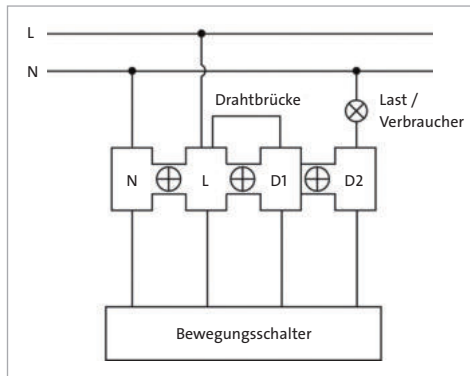 L
N
Drahtbrücke
Last /
Verbraucher
N
L
D1
D2
Bewegungsschalter